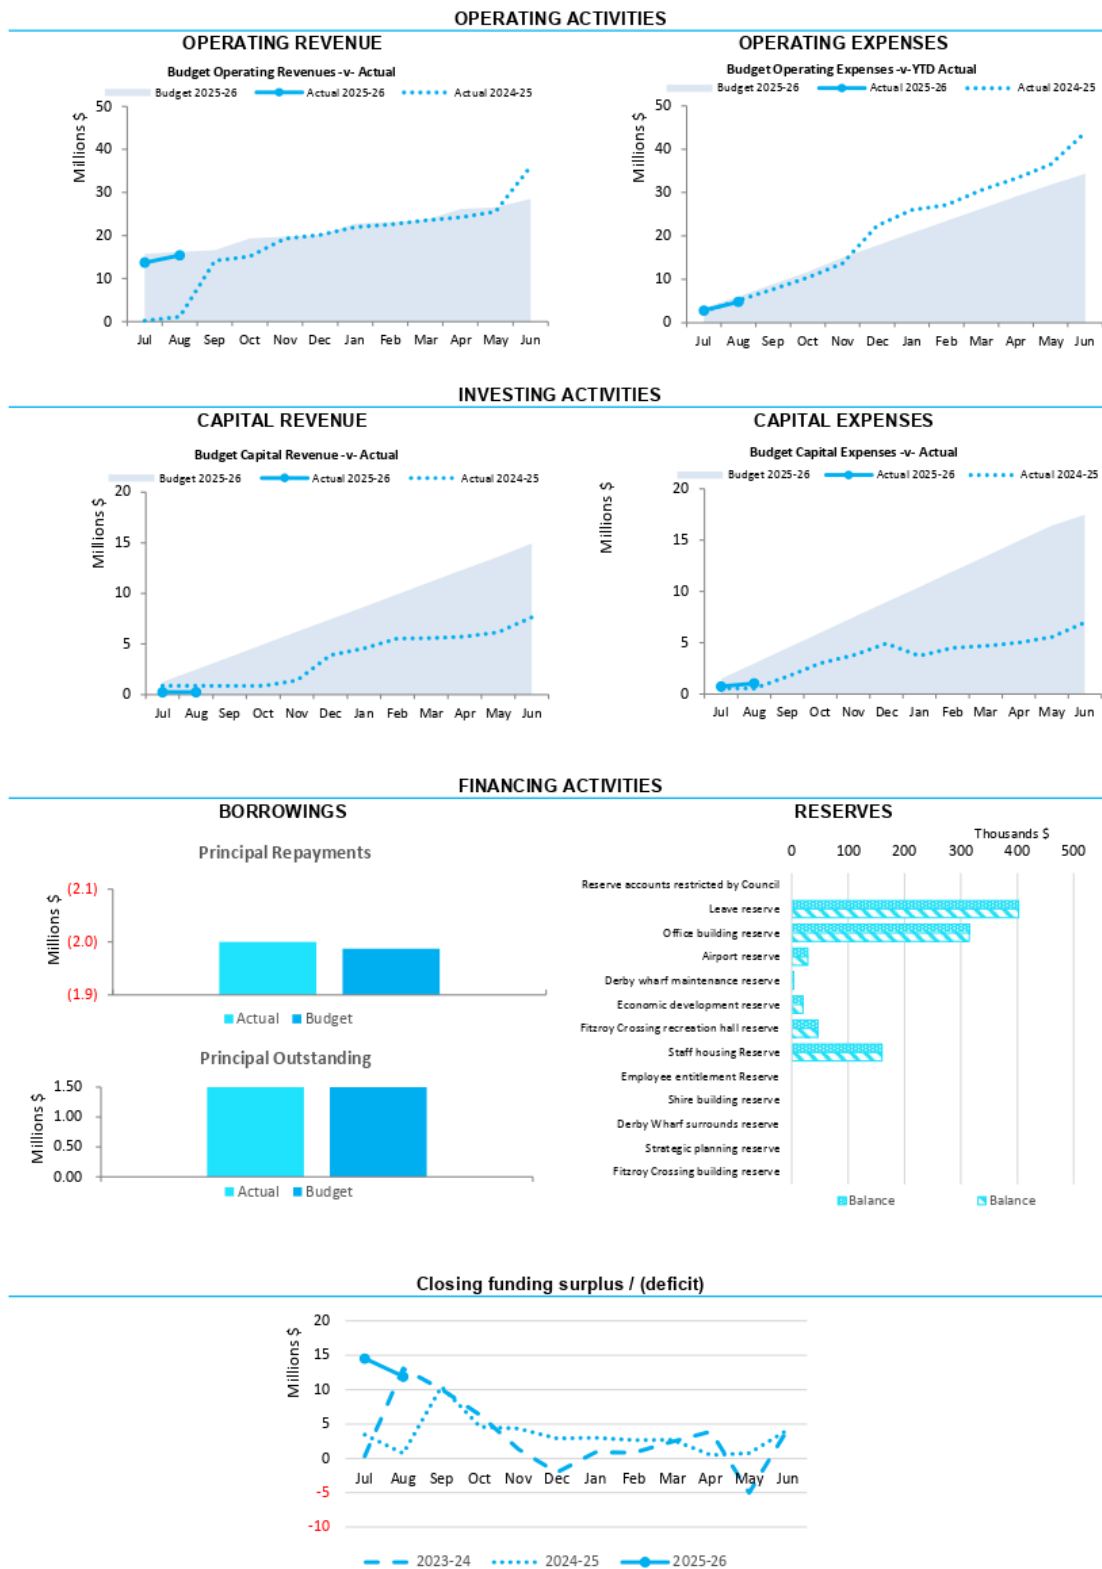 OPERATING ACTIVITIES
OPERATING REVENUE
Budget Operating Revenues -v- Actual
Budget 2025-26 Actual 2025-26 Actual 2024-25
Millions $
50
40
30
20
10
0
Jul Aug Sep Oct Nov Dec Jan Feb Mar Apr May Jun
OPERATING EXPENSES
Budget Operating Expenses -v-YTD Actual
Budget 2025-26 Actual 2025-26 Actual 2024-25
Millions $
50
40
30
20
10
0
Jul Aug Sep Oct Nov Dec Jan Feb Mar Apr May Jun
INVESTING ACTIVITIES
CAPITAL REVENUE
Budget Capital Revenue -v- Actual
Budget 2025-26 Actual 2025-26 Actual 2024-25
Millions $
20
15
10
5
0
Jul Aug Sep Oct Nov Dec Jan Feb Mar Apr May Jun
CAPITAL EXPENSES
Budget Capital Expenses -v- Actual
Budget 2025-26 Actual 2025-26 Actual 2024-25
Millions $
20
15
10
5
0
Jul Aug Sep Oct Nov Dec Jan Feb Mar Apr May Jun
FINANCING ACTIVITIES
BORROWINGS
Principal Repayments
Millions $
(2.1)
(2.0)
(1.9)
Actual Budget
Principal Outstanding
Millions $
1.50
1.00
0.50
0.00
Actual Budget
RESERVES
Thousands $
0 100 200 300 400 500
Reserve accounts restricted by Council
Leave reserve
Office building reserve
Airport reserve
Derby wharf maintenance reserve
Economic development reserve
Fitzroy Crossing recreation hall reserve
Staff housing Reserve
Employee entitlement Reserve
Shire building reserve
Derby Wharf surrounds reserve
Strategic planning reserve
Fitzroy Crossing building reserve
Balance Balance
Closing funding surplus / (deficit)
Millions $
20
15
10
5
0
Jul Aug Sep Oct Nov Dec Jan Feb Mar Apr May Jun
-5
-10
2023-24 2024-25 2025-26